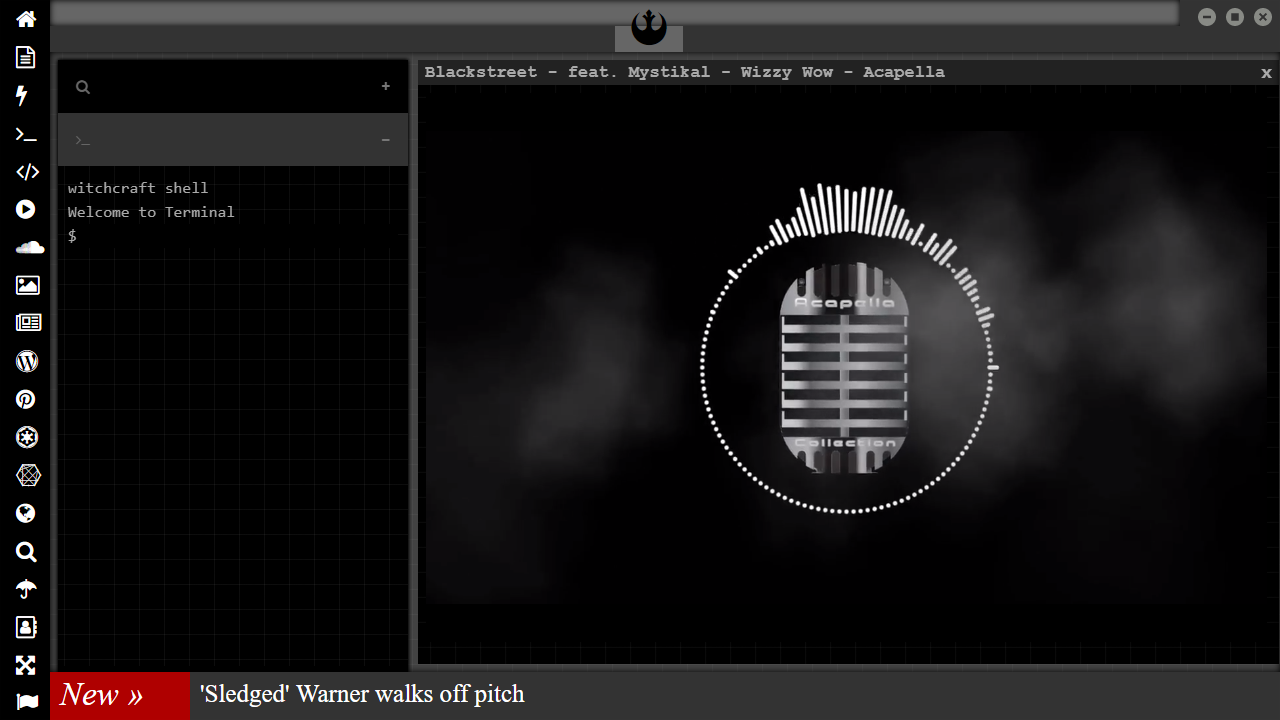 Blackstreet - feat. Mystikal - Wizzy Wow - Acapella
x
+
>_
-
witchcraft shell
Welcome to Terminal
$
Acapella
Collection
New »
'Sledged' Warner walks off pitch